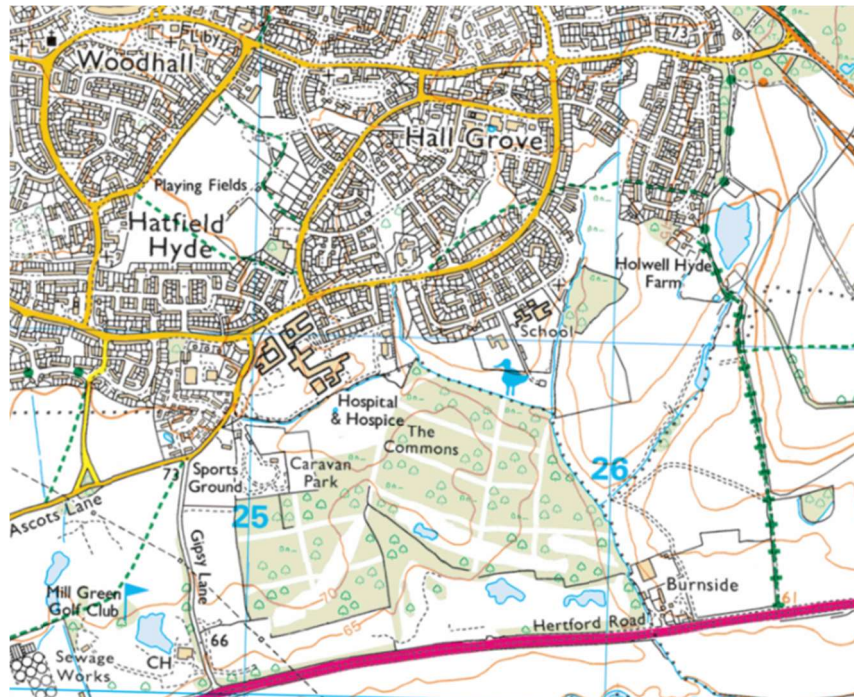 Liby
Woodhall
73
Hall Grove
Playing Fields
Hatfield
Hyde
Holwell Hyde
Farm
School
Hospital
& Hospice
The
Commons
26
73
Sports
Ground
Caravan
Park
25
Ascots Lane
Gipsy Lane
70
65
Mill Green
Golf Club
Burnside
61
Hertford Road
66
CH
Sewage
Works